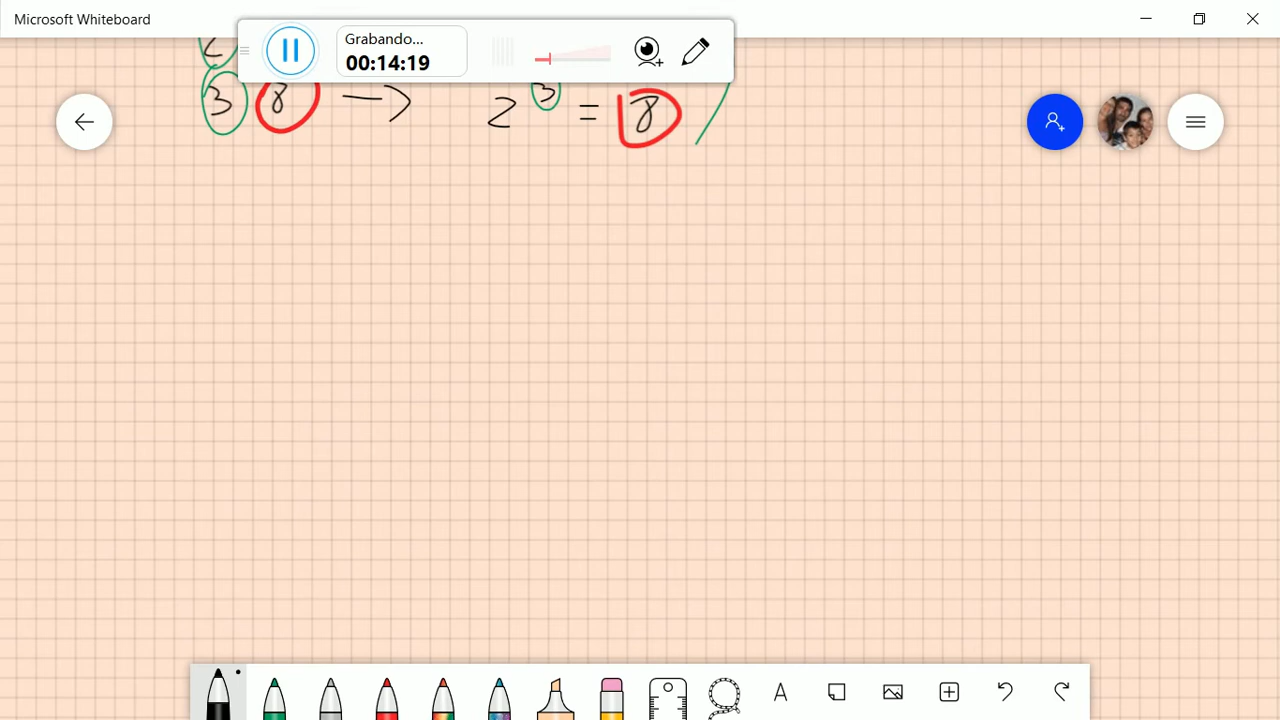 Microsoft Whiteboard
Grabando...
00:14:19
3 8 → 2³ = 8
A